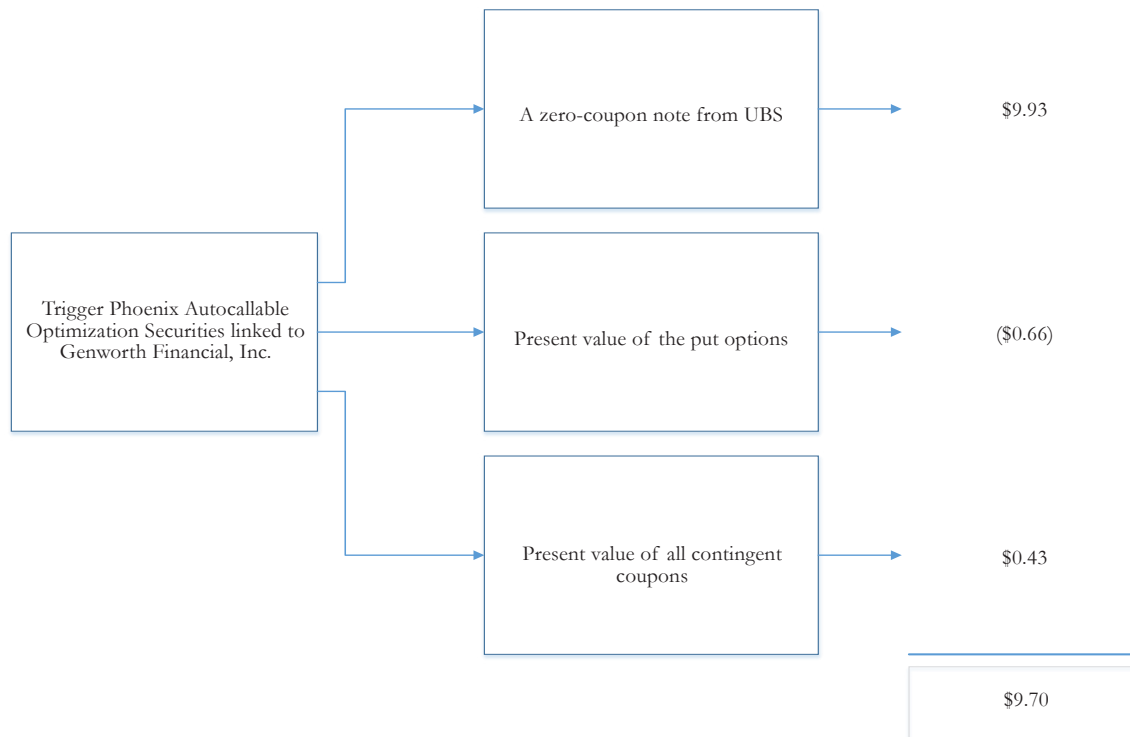 A zero-coupon note from UBS
$9.93
Trigger Phoenix Autocallable
Optimization Securities linked to
Genworth Financial, Inc.
Present value of the put options
($0.66)
Present value of all contingent
coupons
$0.43
$9.70